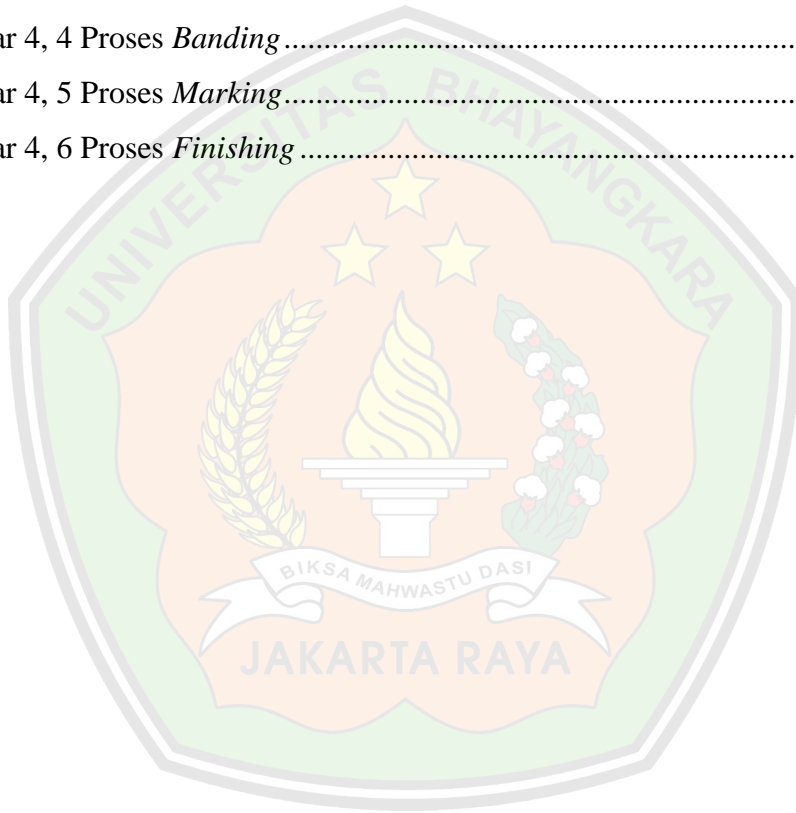 ar 4, 4 Proses Banding....................................................................
ar 4, 5 Proses Marking....................................................................
ar 4, 6 Proses Finishing..................................................................
UNIVERSITAS BHAYANGKARA
BIKSA MAHWASTU DASI
JAKARTA RAYA